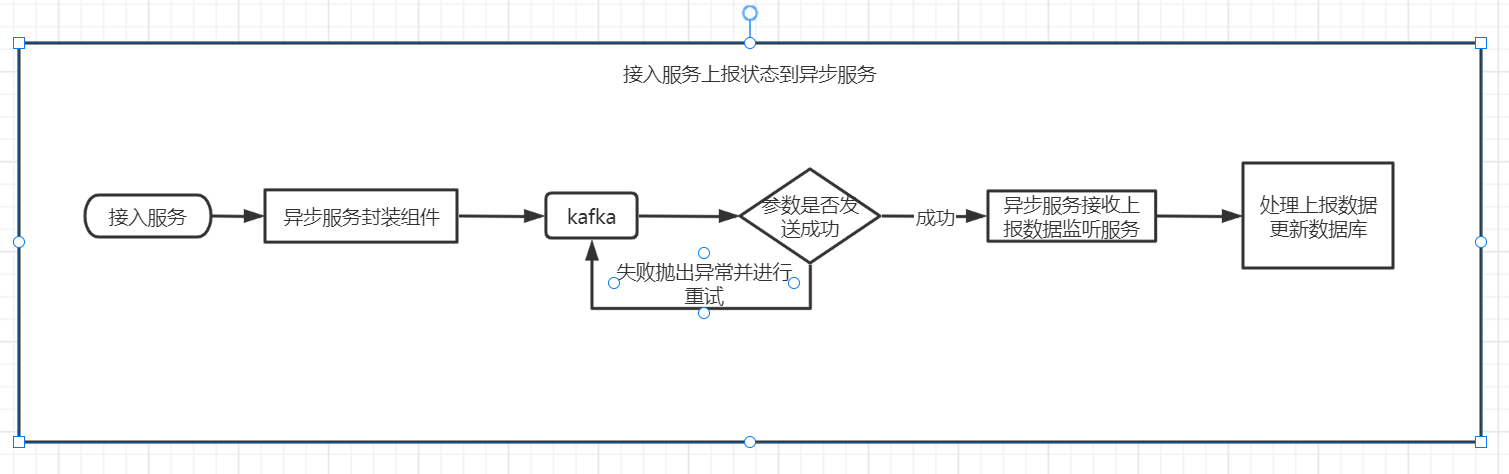 接入服务上报状态到异步服务
接入服务
异步服务封装组件
kafka
参数是否发
送成功
成功
异步服务接收上
报数据监听服务
处理上报数据
更新数据库
失败抛出异常并进行
重试